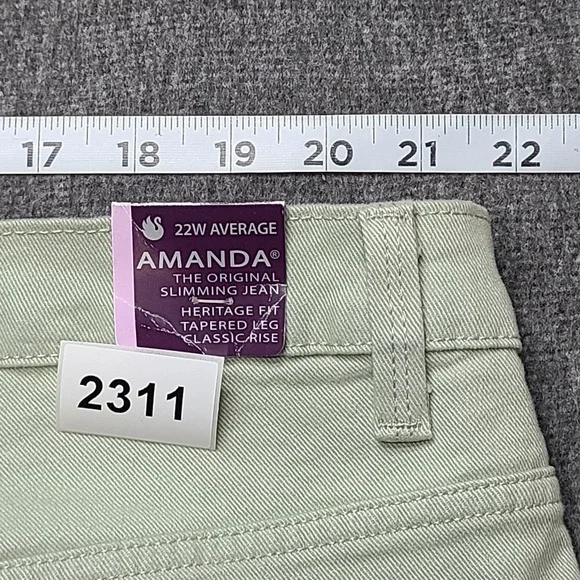 17 18 19 20 21 22
22W AVERAGE
AMANDA®
THE ORIGINAL
SLIMMING JEAN
HERITAGE FIT
TAPERED LEG
CLASSIC RISE
2311